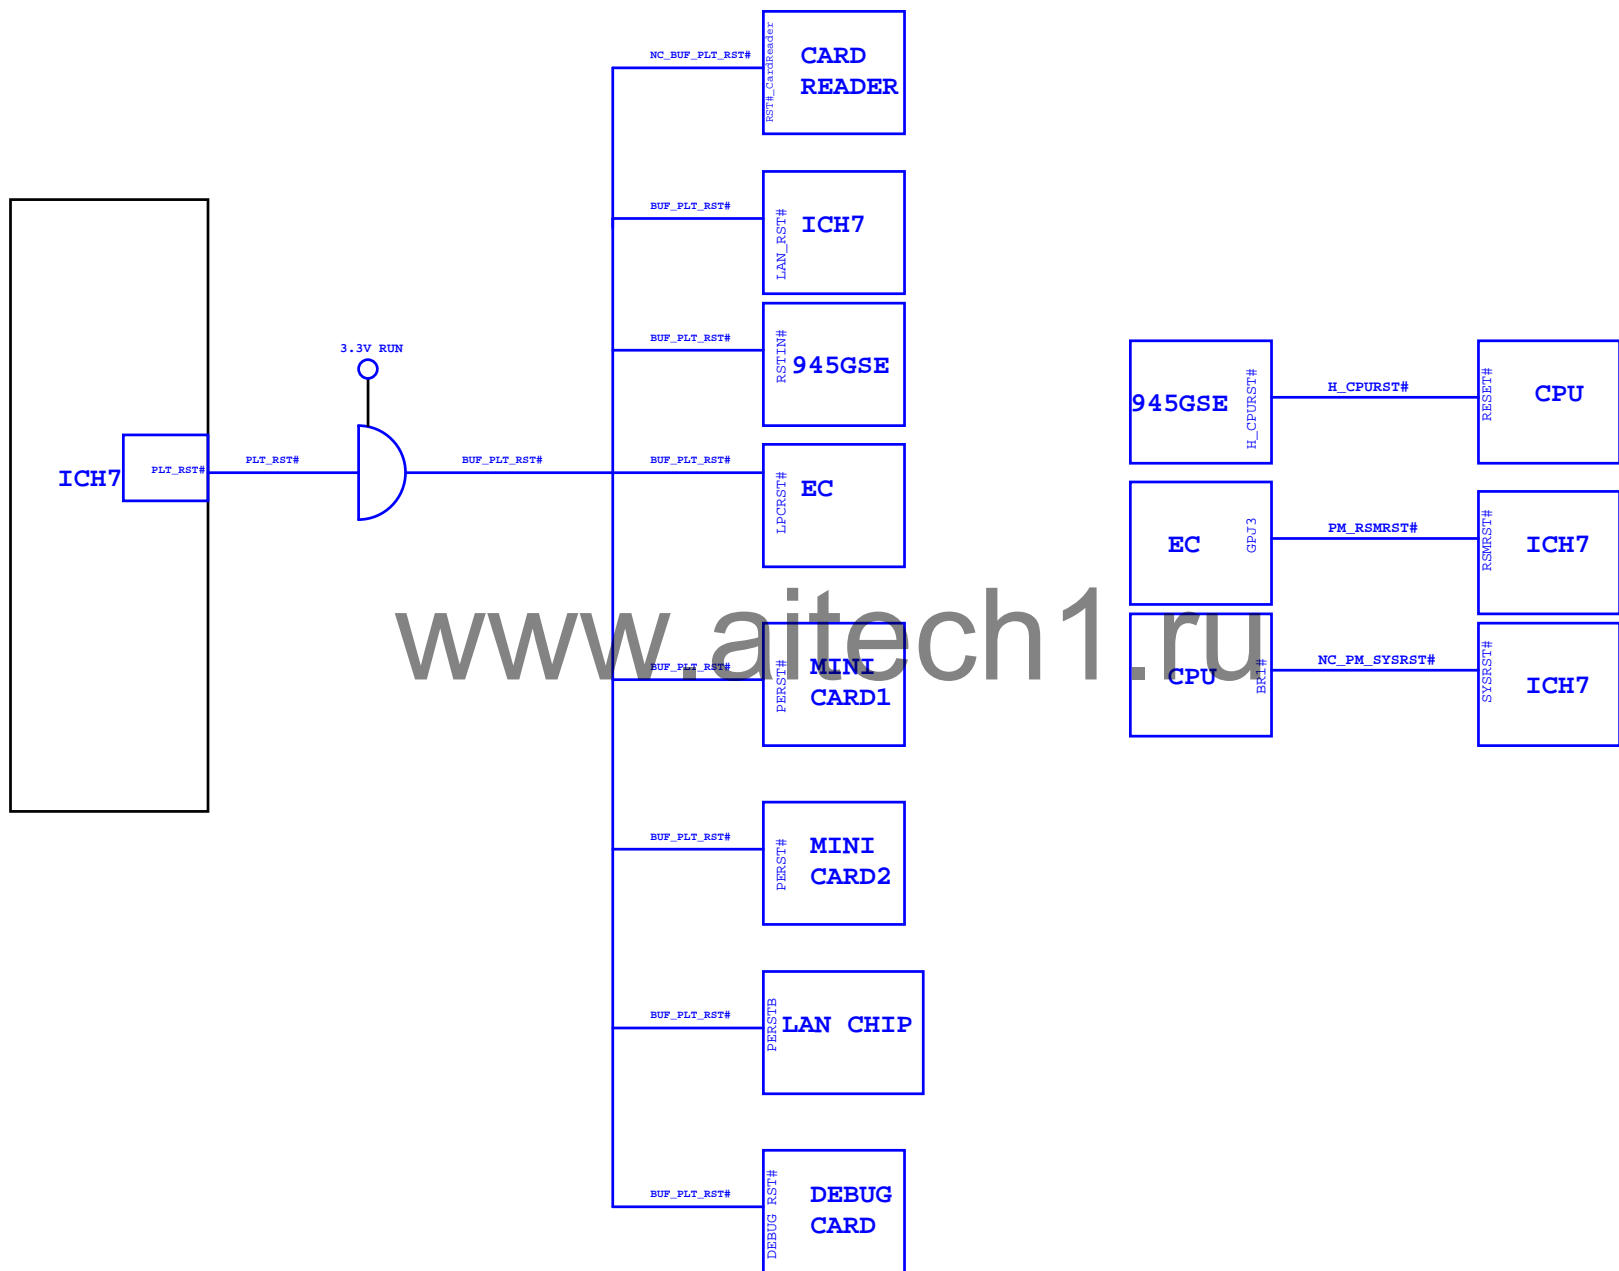 NC_BUF_PLT_RST#
RST#_CardReader
CARD
READER
BUF_PLT_RST#
LAN_RST#
ICH7
BUF_PLT_RST#
RSTIN#
945GSE
3.3V RUN
ICH7
PLT_RST#
PLT_RST#
BUF_PLT_RST#
BUF_PLT_RST#
LPCRST#
EC
BUF_PLT_RST#
PERST#
MINI
CARD1
BUF_PLT_RST#
PERST#
MINI
CARD2
BUF_PLT_RST#
PERSTB
LAN CHIP
BUF_PLT_RST#
DEBUG RST#
DEBUG
CARD
945GSE
H_CPURST#
H_CPURST#
RESET#
CPU
EC
GPJ3
PM_RSMRST#
RSMRST#
ICH7
CPU
BR1#
NC_PM_SYSRST#
SYSRST#
ICH7
www.aitech1.ru